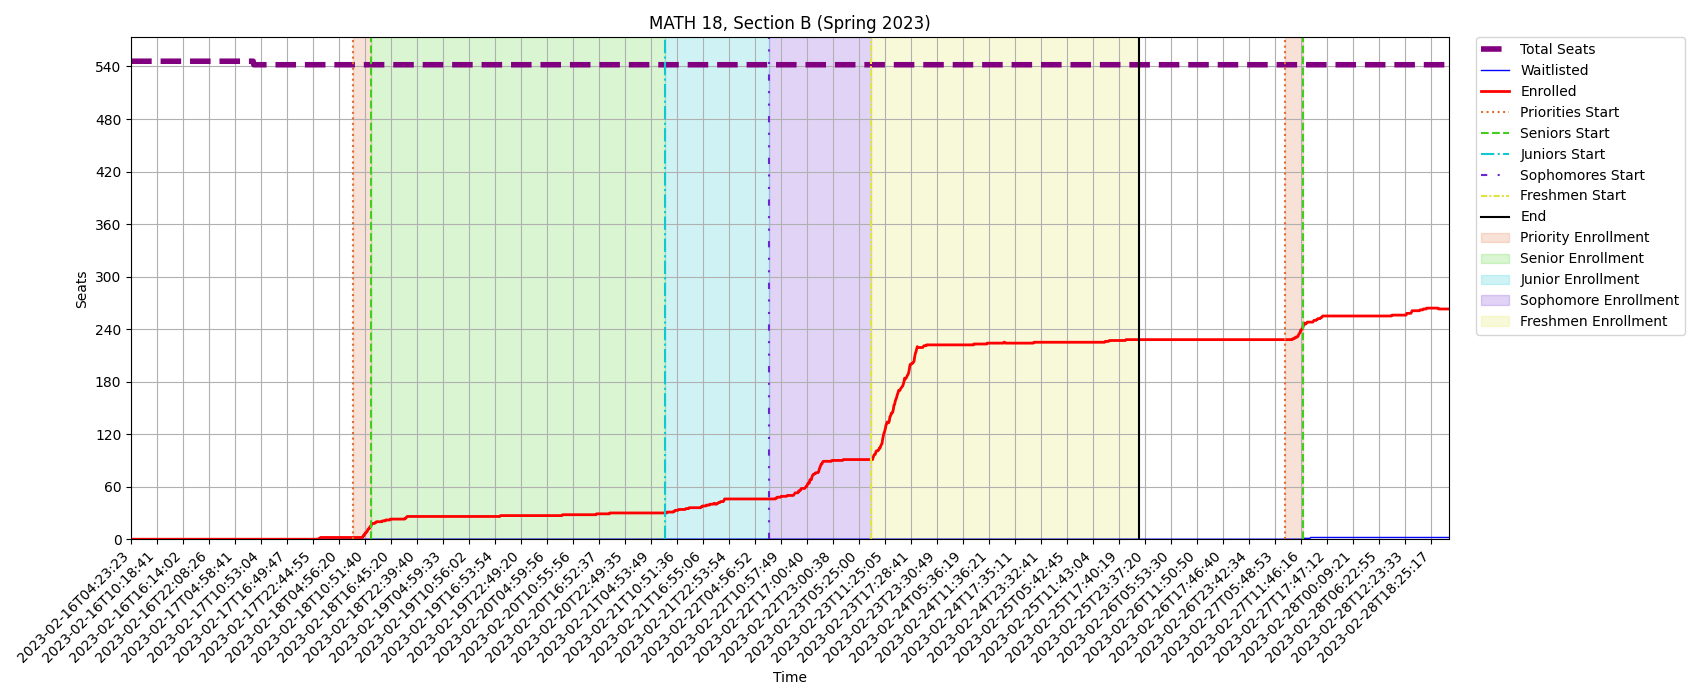 MATH 18, Section B (Spring 2023)
Seats
540
480
420
360
300
240
180
120
60
0
2023-02-16T04:23:23
2023-02-16T10:18:41
2023-02-16T16:14:02
2023-02-16T22:08:26
2023-02-17T04:58:41
2023-02-17T10:53:04
2023-02-17T16:49:47
2023-02-17T22:44:55
2023-02-18T04:56:20
2023-02-18T10:51:40
2023-02-18T16:45:20
2023-02-18T22:39:40
2023-02-19T04:59:33
2023-02-19T10:56:02
2023-02-19T16:53:54
2023-02-19T22:49:20
2023-02-20T04:59:56
2023-02-20T10:55:56
2023-02-20T16:52:37
2023-02-20T22:49:35
2023-02-21T04:53:49
2023-02-21T10:51:36
2023-02-21T16:55:06
2023-02-21T22:53:54
2023-02-22T04:56:52
2023-02-22T10:57:49
2023-02-22T17:00:40
2023-02-22T23:00:38
2023-02-23T05:25:00
2023-02-23T11:25:05
2023-02-23T17:28:41
2023-02-23T23:30:49
2023-02-24T05:36:19
2023-02-24T11:36:21
2023-02-24T17:35:11
2023-02-24T23:32:41
2023-02-25T05:42:45
2023-02-25T11:43:04
2023-02-25T17:40:19
2023-02-25T23:37:20
2023-02-26T05:53:30
2023-02-26T11:50:50
2023-02-26T17:46:40
2023-02-26T23:42:34
2023-02-27T05:48:53
2023-02-27T11:46:16
2023-02-27T17:47:12
2023-02-28T00:09:21
2023-02-28T06:22:55
2023-02-28T12:23:33
2023-02-28T18:25:17
Time
Total Seats
Waitlisted
Enrolled
Priorities Start
Seniors Start
Juniors Start
Sophomores Start
Freshmen Start
End
Priority Enrollment
Senior Enrollment
Junior Enrollment
Sophomore Enrollment
Freshmen Enrollment